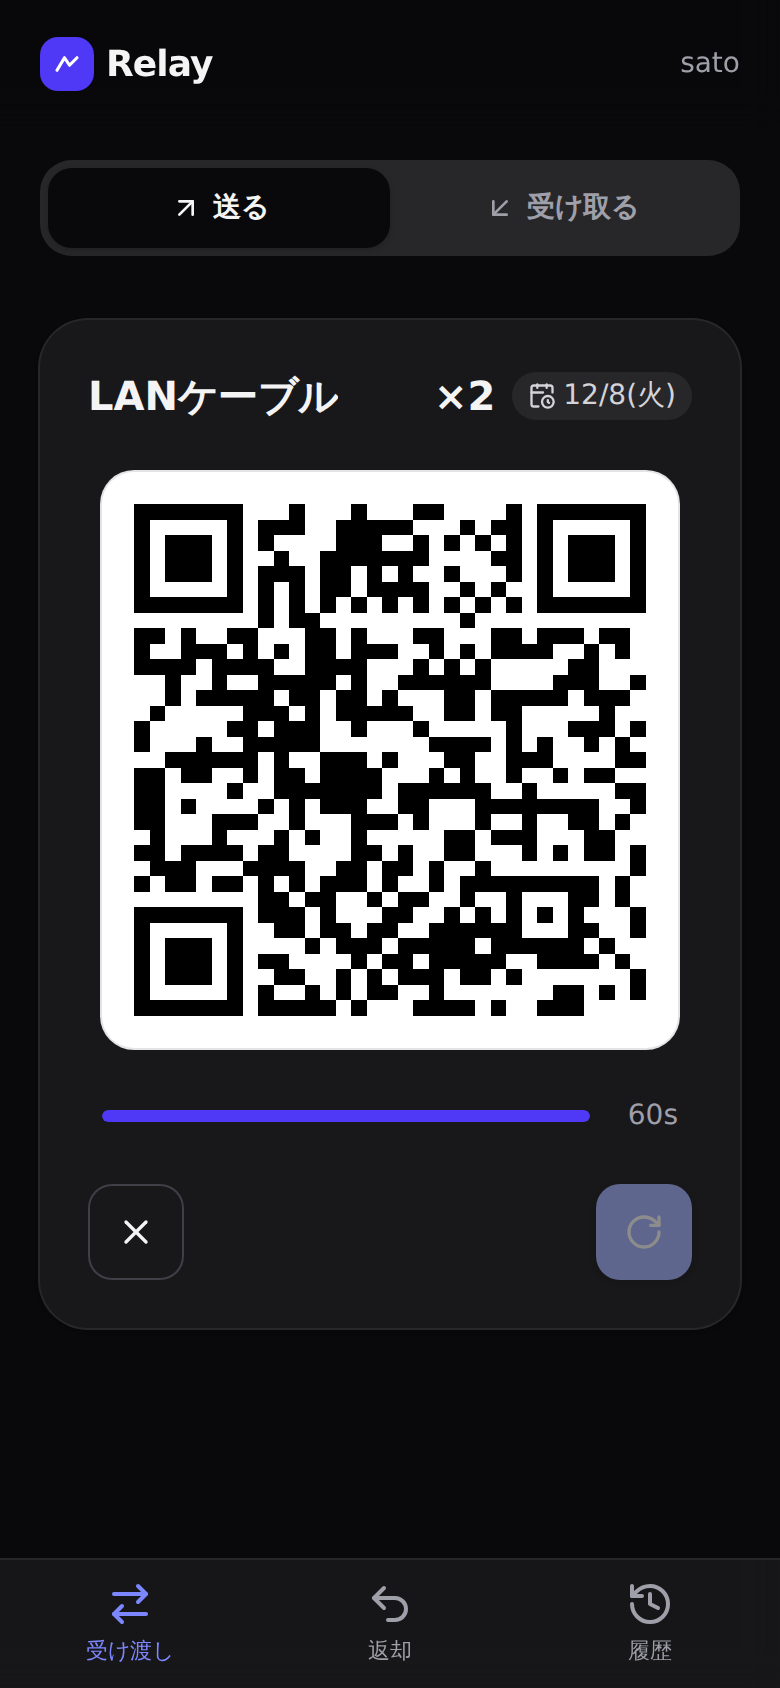 Relay
sato
送る
受け取る
LANケーブル ×2 12/8(火)
60s
受け渡し
返却
履歴